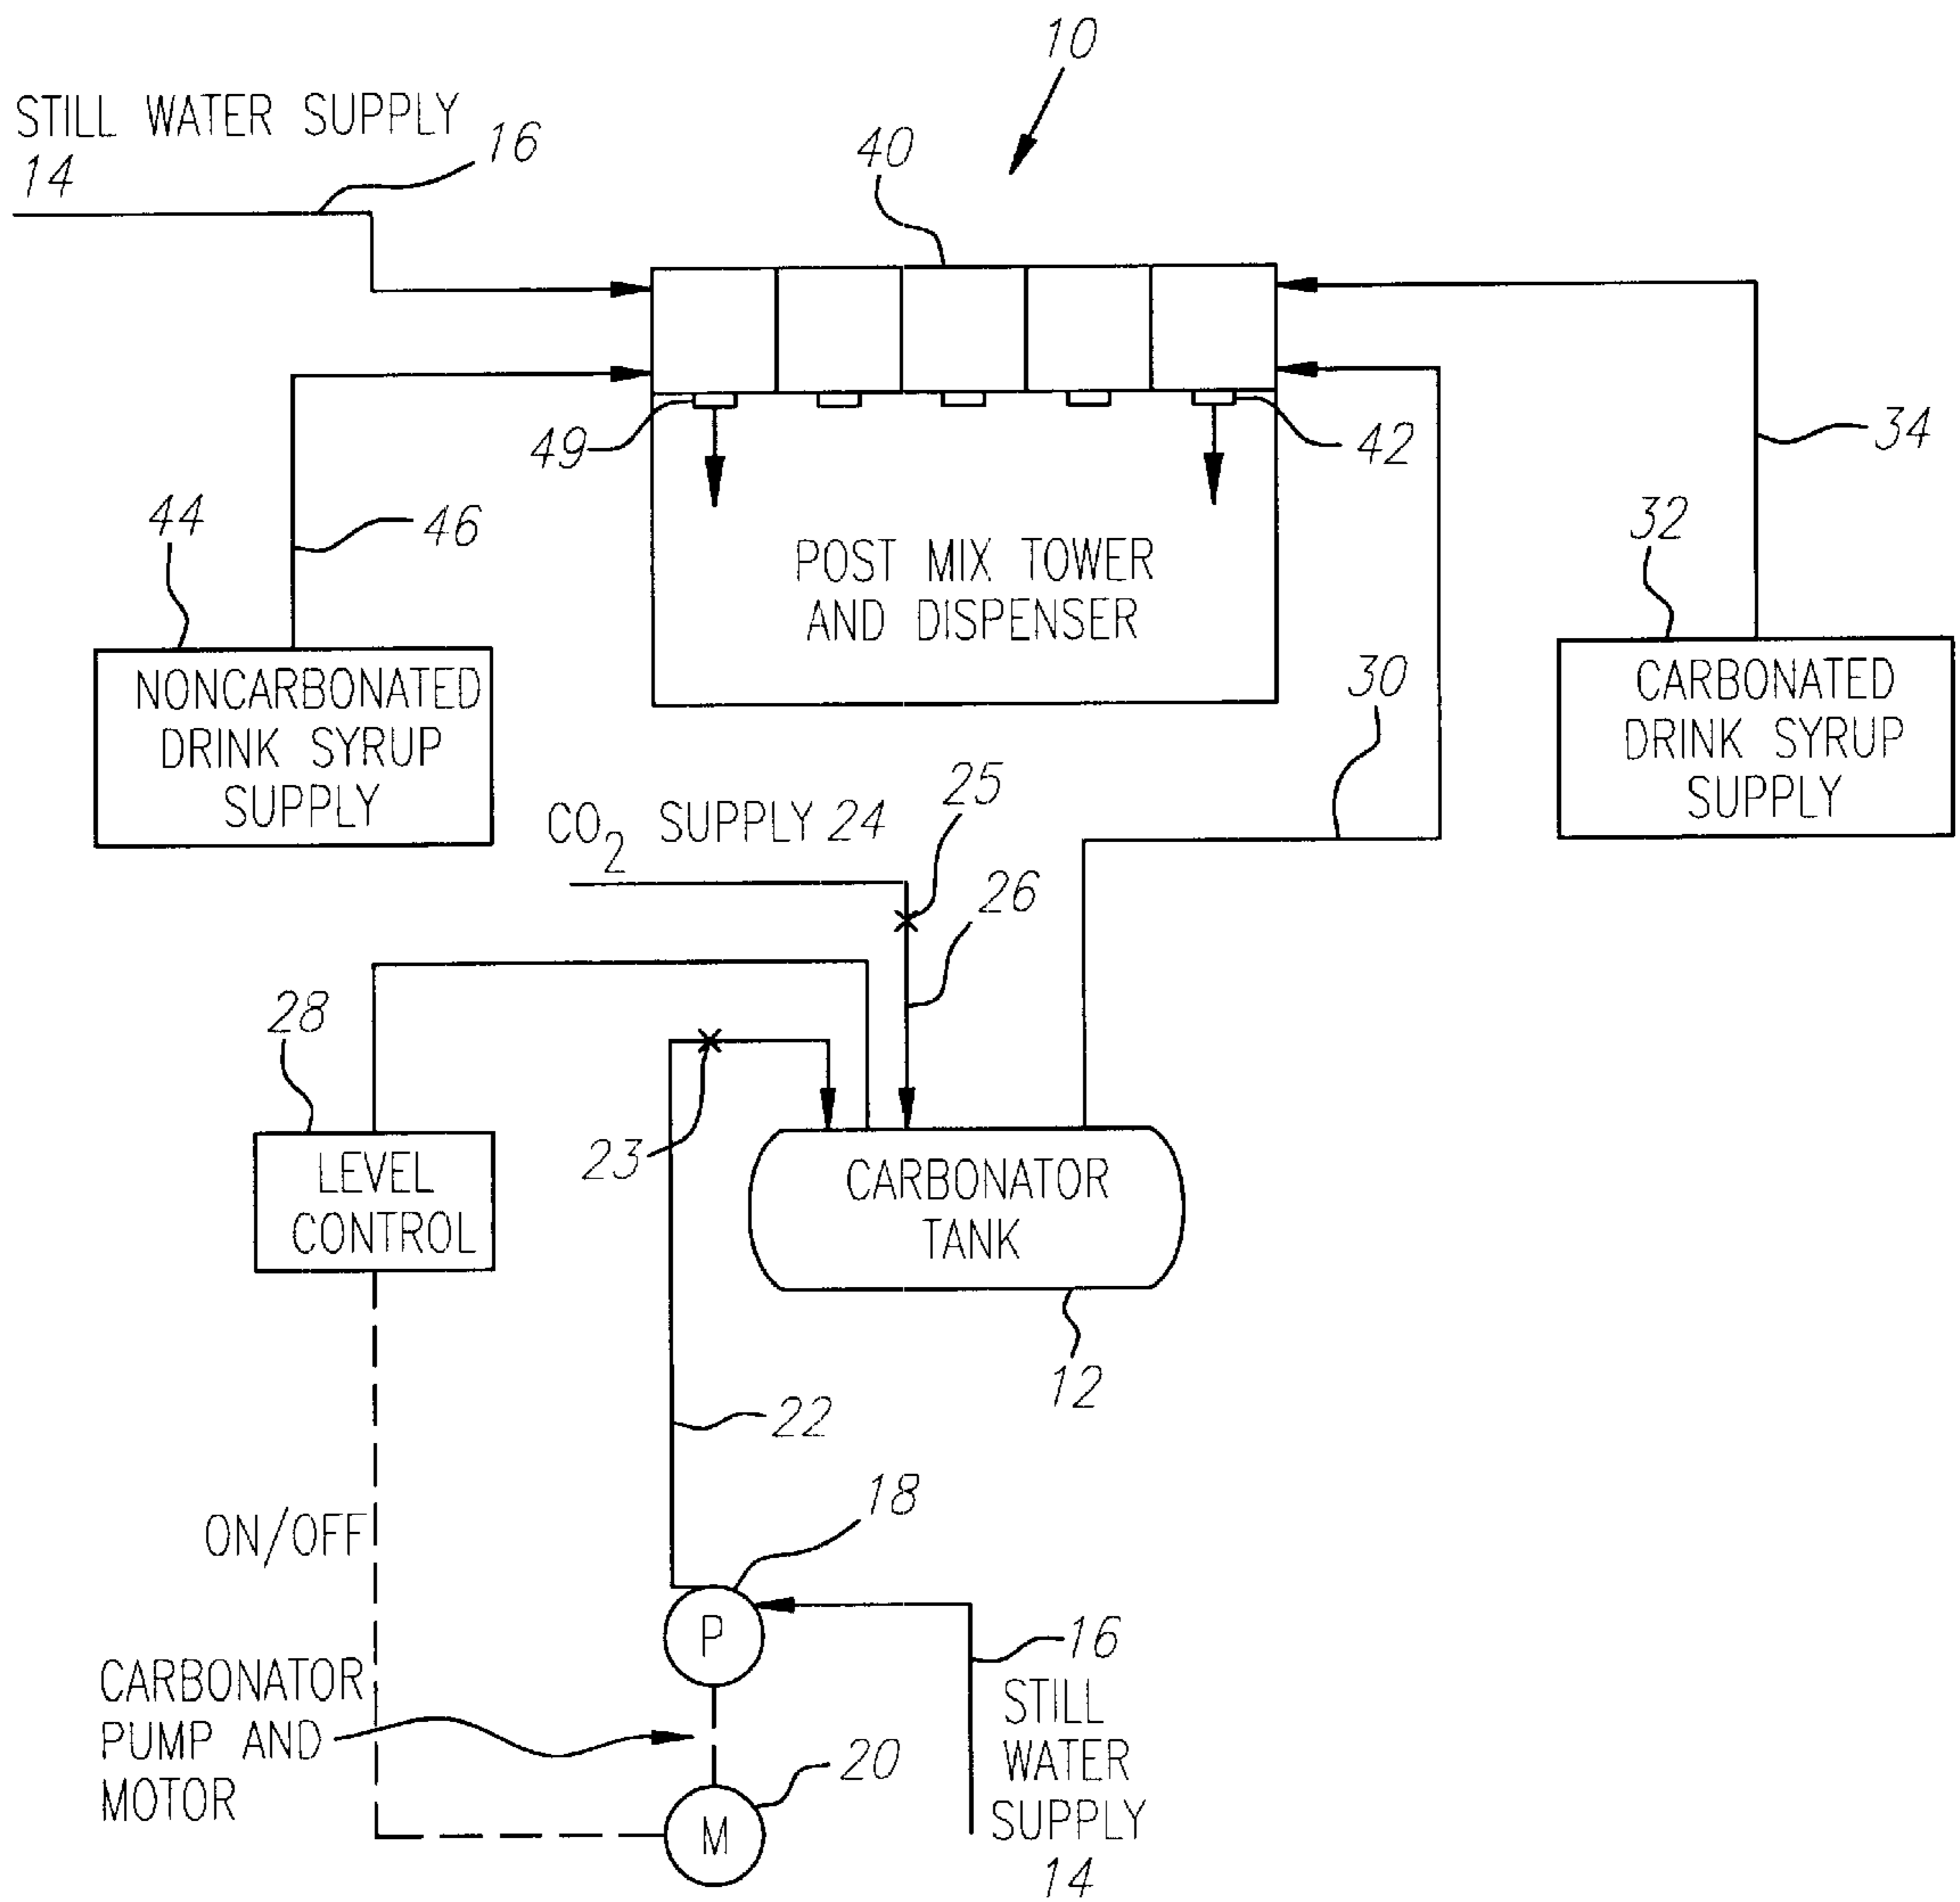 10
STILL WATER SUPPLY
14
16
40
49
42
34
44
46
32
POST MIX TOWER
AND DISPENSER
NONCARBONATED
DRINK SYRUP
SUPPLY
30
CARBONATED
DRINK SYRUP
SUPPLY
25
CO2 SUPPLY 24
26
28
23
LEVEL
CONTROL
CARBONATOR
TANK
12
22
18
ON/OFF
P
16
CARBONATOR
PUMP AND
MOTOR
STILL
WATER
SUPPLY
14
20
M